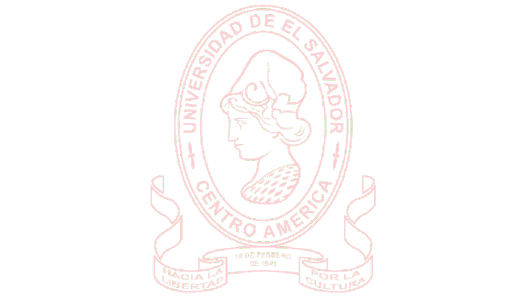 UNIVERSIDAD DE EL SALVADOR
CENTRO AMERICA
16 DE FEBRERO
DE 1841
HACIA LA
LIBERTAD
POR LA
CULTURA